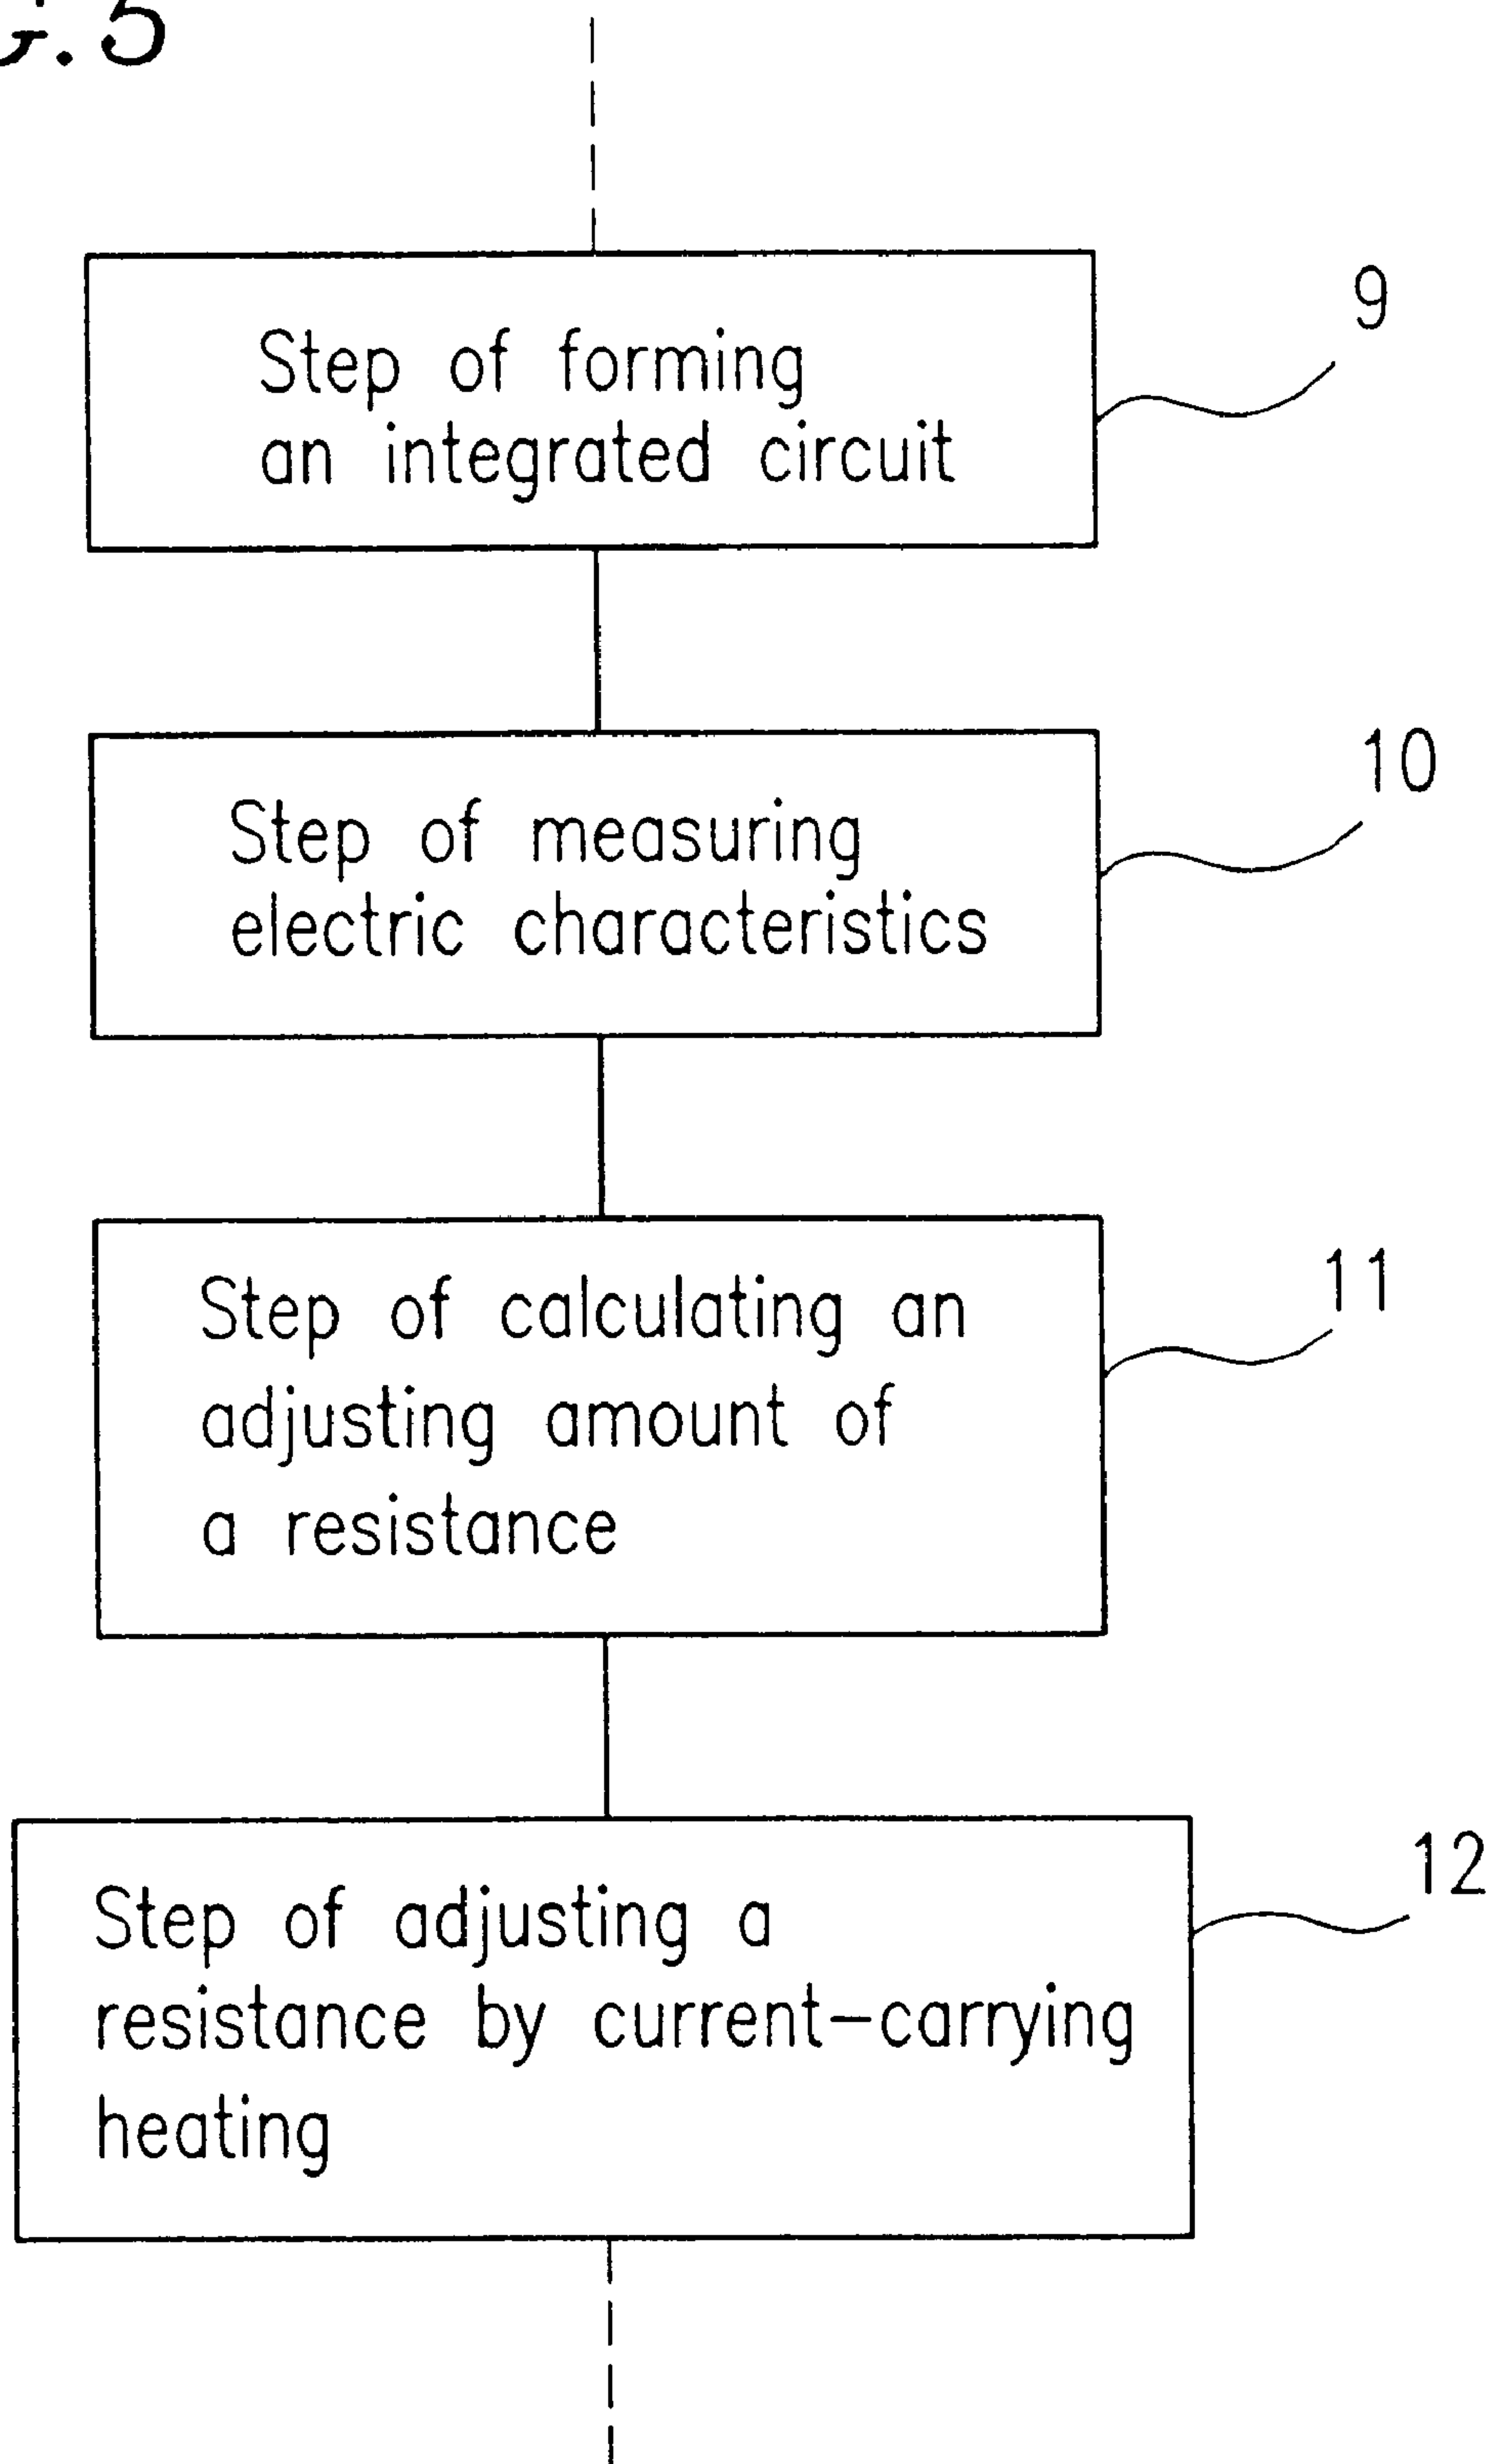 G. 5
9
Step of forming
an integrated circuit
10
Step of measuring
electric characteristics
11
Step of calculating an
adjusting amount of
a resistance
12
Step of adjusting a
resistance by current-carrying
heating